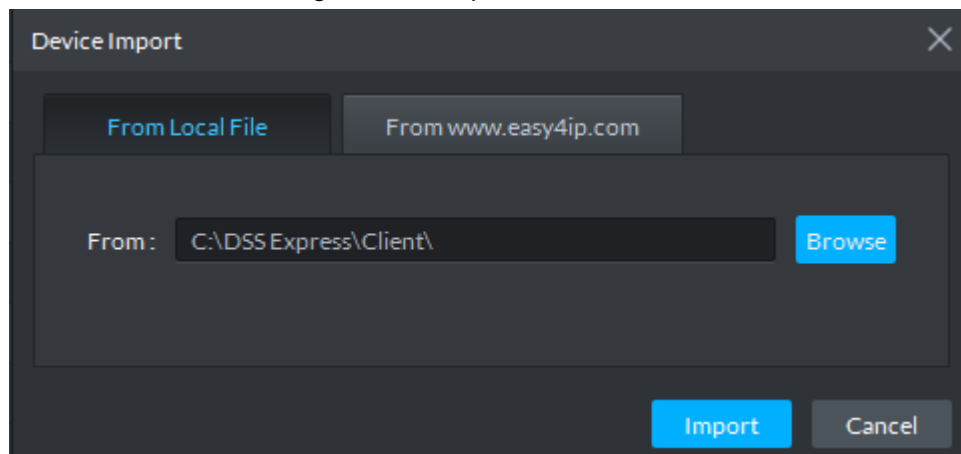 Device Import
From Local File
From www.easy4ip.com
From :
C:\DSS Express\Client\
Browse
Import
Cancel